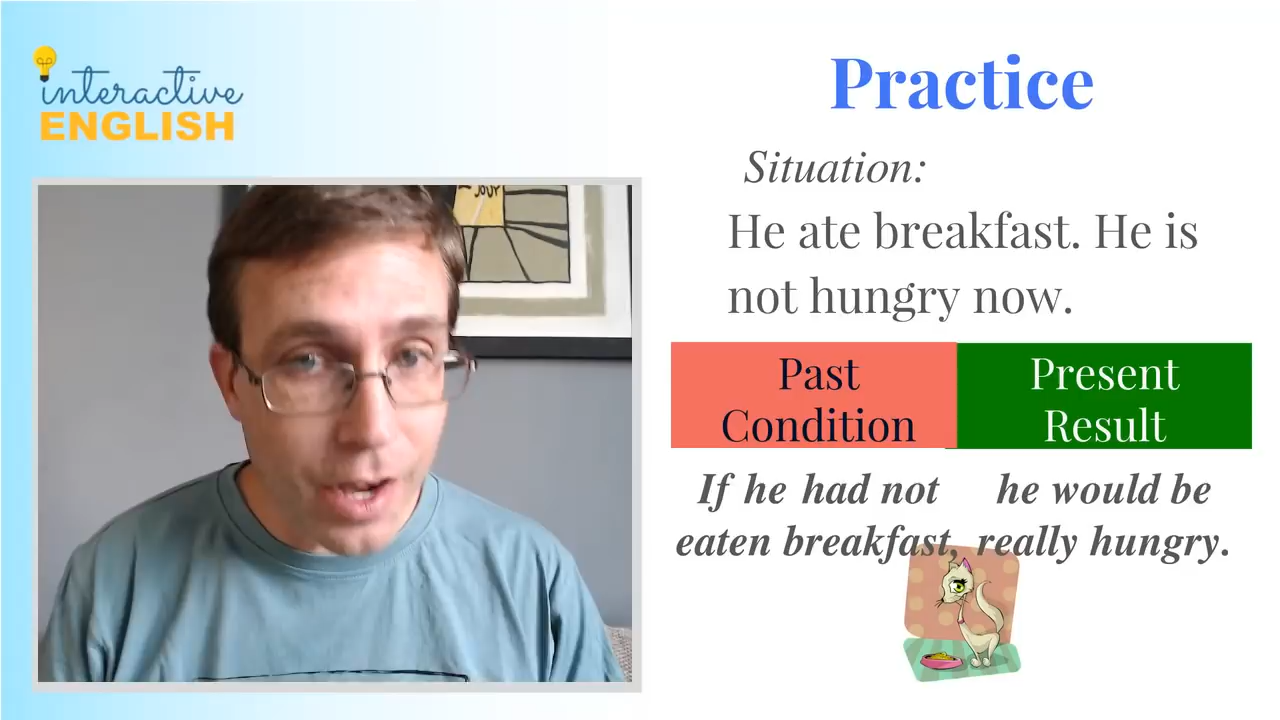 interactive
ENGLISH
Practice
Situation:
He ate breakfast. He is
not hungry now.
Past
Condition
Present
Result
If he had not
eaten breakfast,
he would be
really hungry.